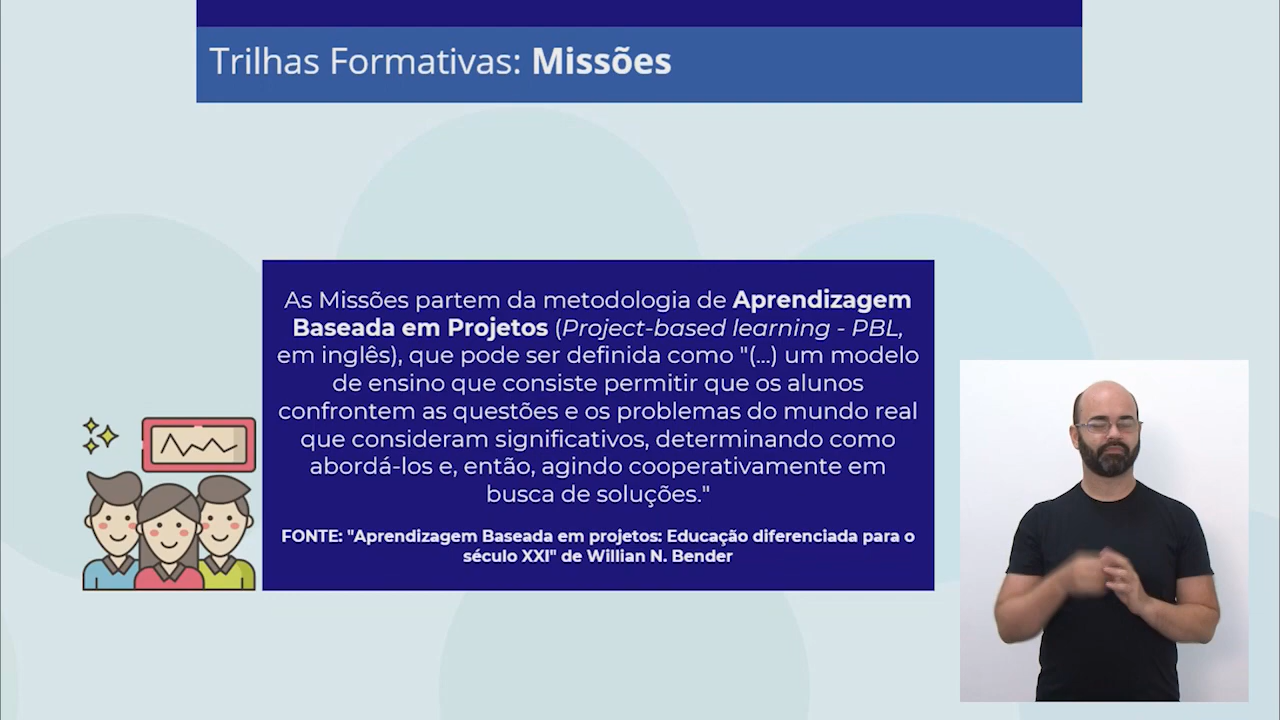 Trilhas Formativas: Missões
As Missões partem da metodologia de Aprendizagem
Baseada em Projetos (Project-based learning - PBL,
em inglês), que pode ser definida como "(...) um modelo
de ensino que consiste permitir que os alunos
confrontem as questões e os problemas do mundo real
que consideram significativos, determinando como
abordá-los e, então, agindo cooperativamente em
busca de soluções."
FONTE: "Aprendizagem Baseada em projetos: Educação diferenciada para o
século XXI" de Willian N. Bender